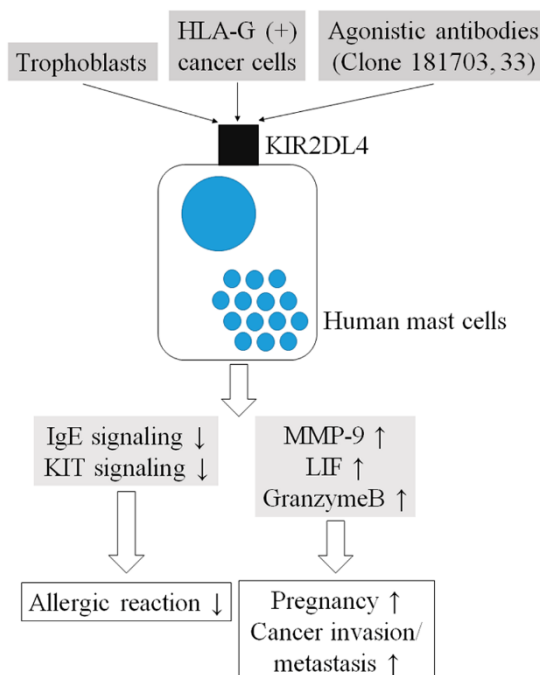 Trophoblasts
HLA-G (+)
cancer cells
Agonistic antibodies
(Clone 181703, 33)
KIR2DL4
Human mast cells
IgE signaling ↓
KIT signaling ↓
MMP-9 ↑
LIF ↑
GranzymeB ↑
Allergic reaction ↓
Pregnancy ↑
Cancer invasion/
metastasis ↑